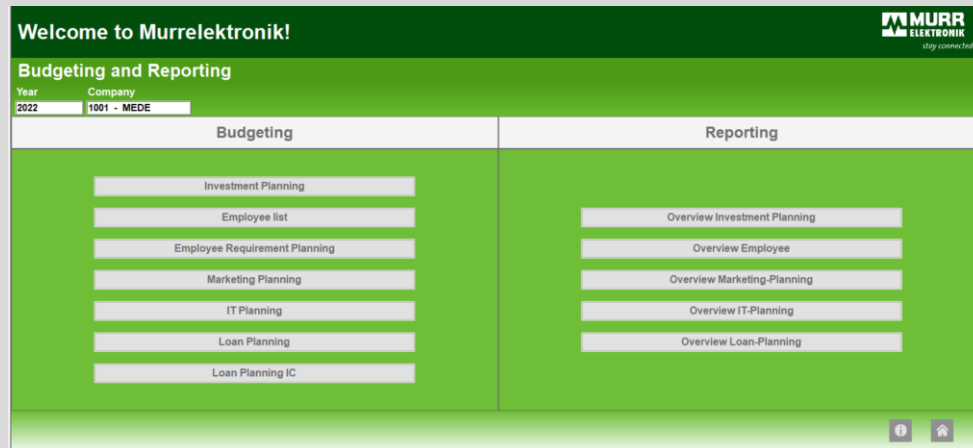 Welcome to Murrelektronik!
MURR
ELEKTRONIK
stay connected
Budgeting and Reporting
Year Company
2022 1001 - MEDE
Budgeting Reporting
Investment Planning
Employee list Overview Investment Planning
Employee Requirement Planning Overview Employee
Marketing Planning Overview Marketing-Planning
IT Planning Overview IT-Planning
Loan Planning Overview Loan-Planning
Loan Planning IC